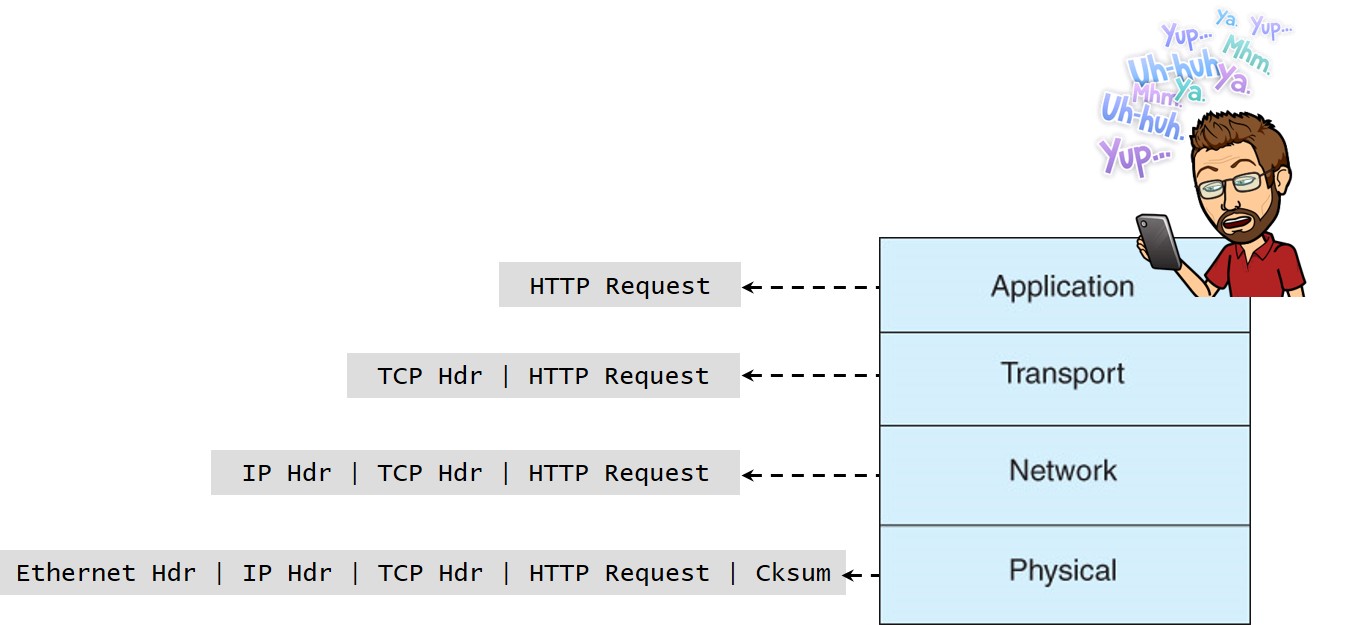 Ya.
Yup...
Yup...
Mhm.
Uh-huh
Ya.
Mhm.
Ya.
Uh-huh.
Yup...
HTTP Request
Application
TCP Hdr | HTTP Request
Transport
IP Hdr | TCP Hdr | HTTP Request
Network
Ethernet Hdr | IP Hdr | TCP Hdr | HTTP Request | Cksum
Physical